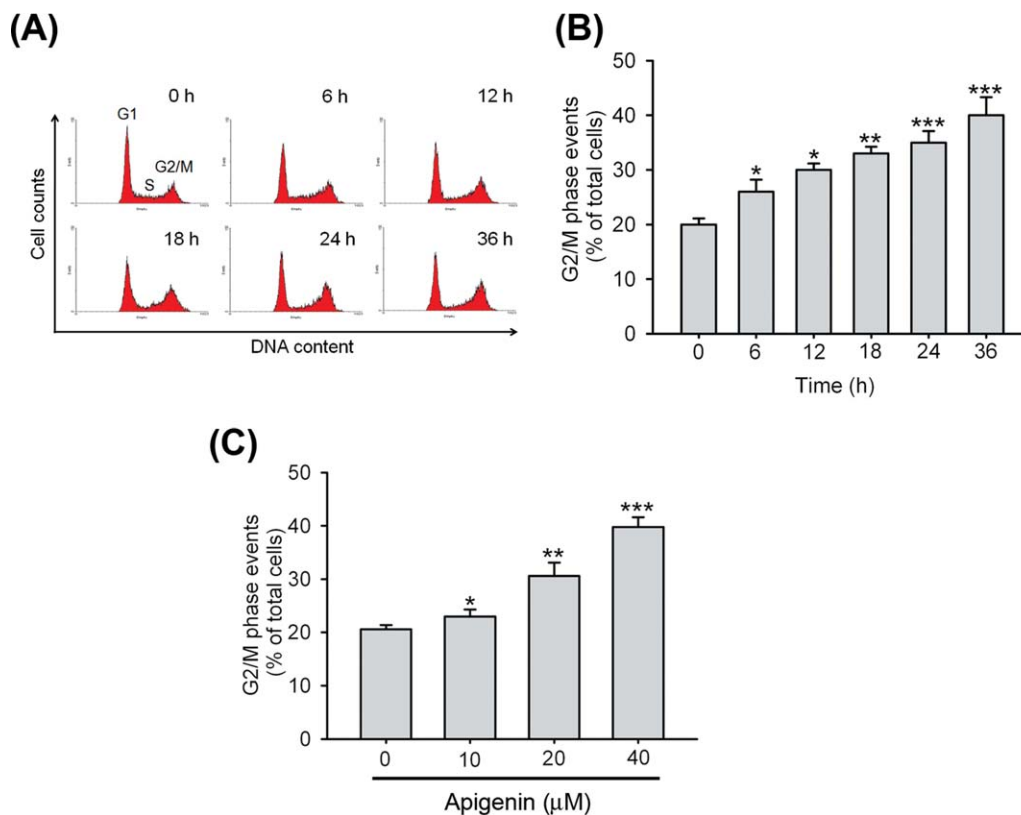 (A)
0 h
6 h
12 h
G1
S
G2/M
18 h
24 h
36 h
Cell counts
DNA content
(B)
G2/M phase events
(% of total cells)
50
40
30
20
10
0
*
*
**
***
***
0 6 12 18 24 36
Time (h)
(C)
G2/M phase events
(% of total cells)
50
40
30
20
10
0
*
**
***
0 10 20 40
Apigenin (μM)